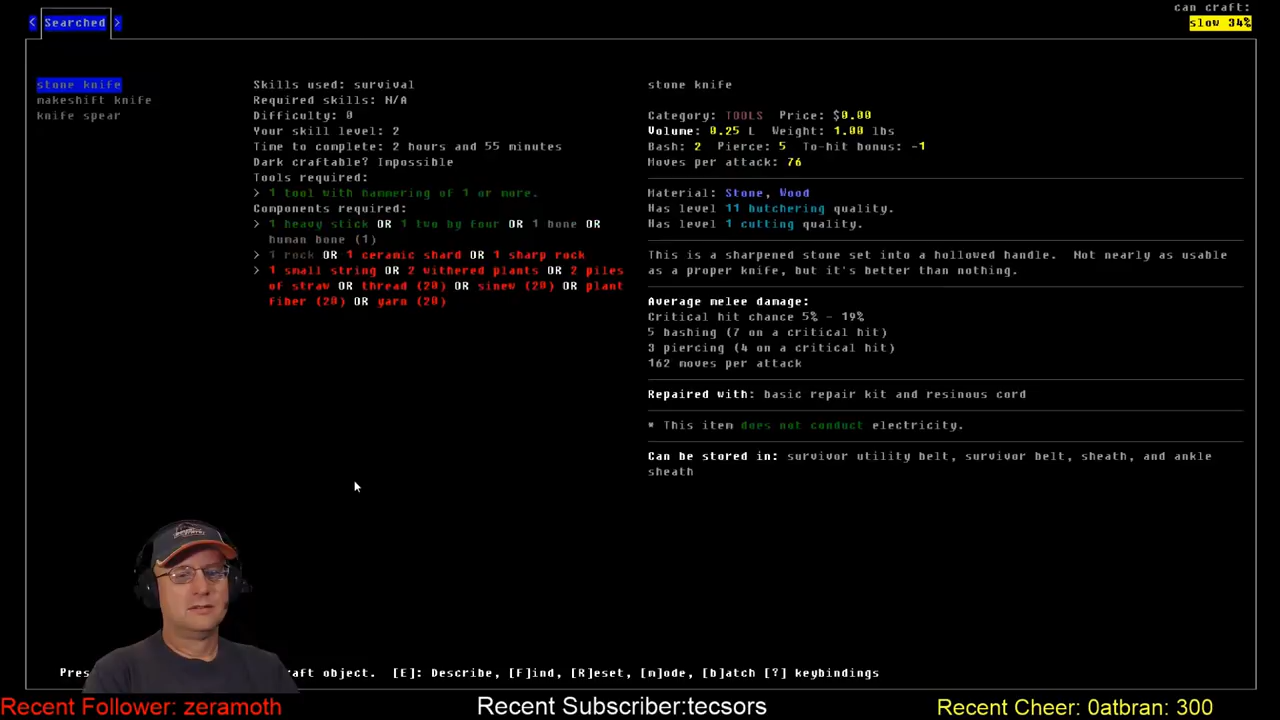 can craft:
< Searched >
slow 34%
stone knife
makeshift knife
knife spear
Skills used: survival
Required skills: N/A
Difficulty: 0
Your skill level: 2
Time to complete: 2 hours and 55 minutes
Dark craftable? Impossible
Tools required:
> 1 tool with hammering of 1 or more.
Components required:
> 1 heavy stick OR 1 two by four OR 1 bone OR
human bone (1)
> 1 rock OR 1 ceramic shard OR 1 sharp rock
> 1 small string OR 2 withered plants OR 2 piles
of straw OR thread (20) OR sinew (20) OR plant
fiber (20) OR yarn (20)
stone knife
Category: TOOLS Price: $0.00
Volume: 0.25 L Weight: 1.00 lbs
Bash: 2 Pierce: 5 To-hit bonus: -1
Moves per attack: 76
Material: Stone, Wood
Has level 11 butchering quality.
Has level 1 cutting quality.
This is a sharpened stone set into a hollowed handle. Not nearly as usable
as a proper knife, but it's better than nothing.
Average melee damage:
Critical hit chance 5% - 19%
5 bashing (7 on a critical hit)
3 piercing (4 on a critical hit)
162 moves per attack
Repaired with: basic repair kit and resinous cord
* This item does not conduct electricity.
Can be stored in: survivor utility belt, survivor belt, sheath, and ankle
sheath
Pres raft object. [E]: Describe, [F]ind, [R]eset, [m]ode, [b]atch [?] keybindings
Recent Follower: zeramoth
Recent Subscriber:tecsors
Recent Cheer: 0atbran: 300